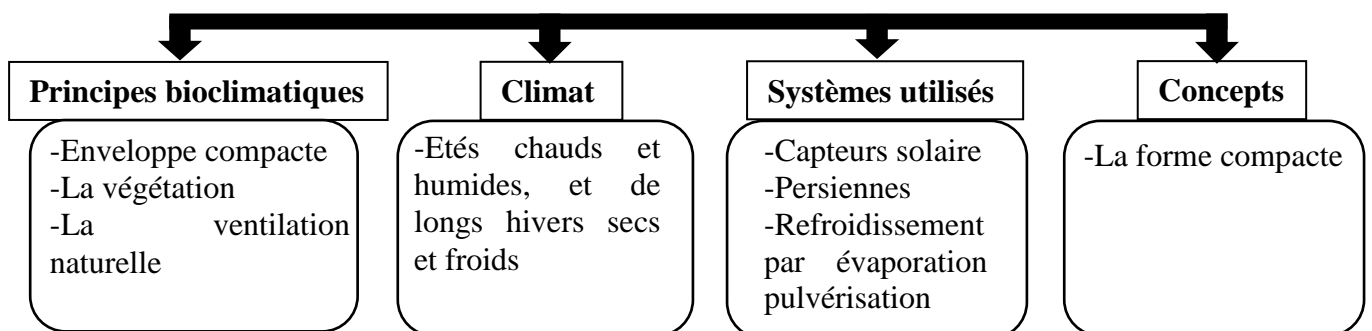 Principes bioclimatiques
-Enveloppe compacte
-La végétation
-La ventilation
naturelle
Climat
-Etés chauds et
humides, et de
longs hivers secs
et froids
Systèmes utilisés
-Capteurs solaire
-Persiennes
-Refroidissement
par évaporation
pulvérisation
Concepts
-La forme compacte